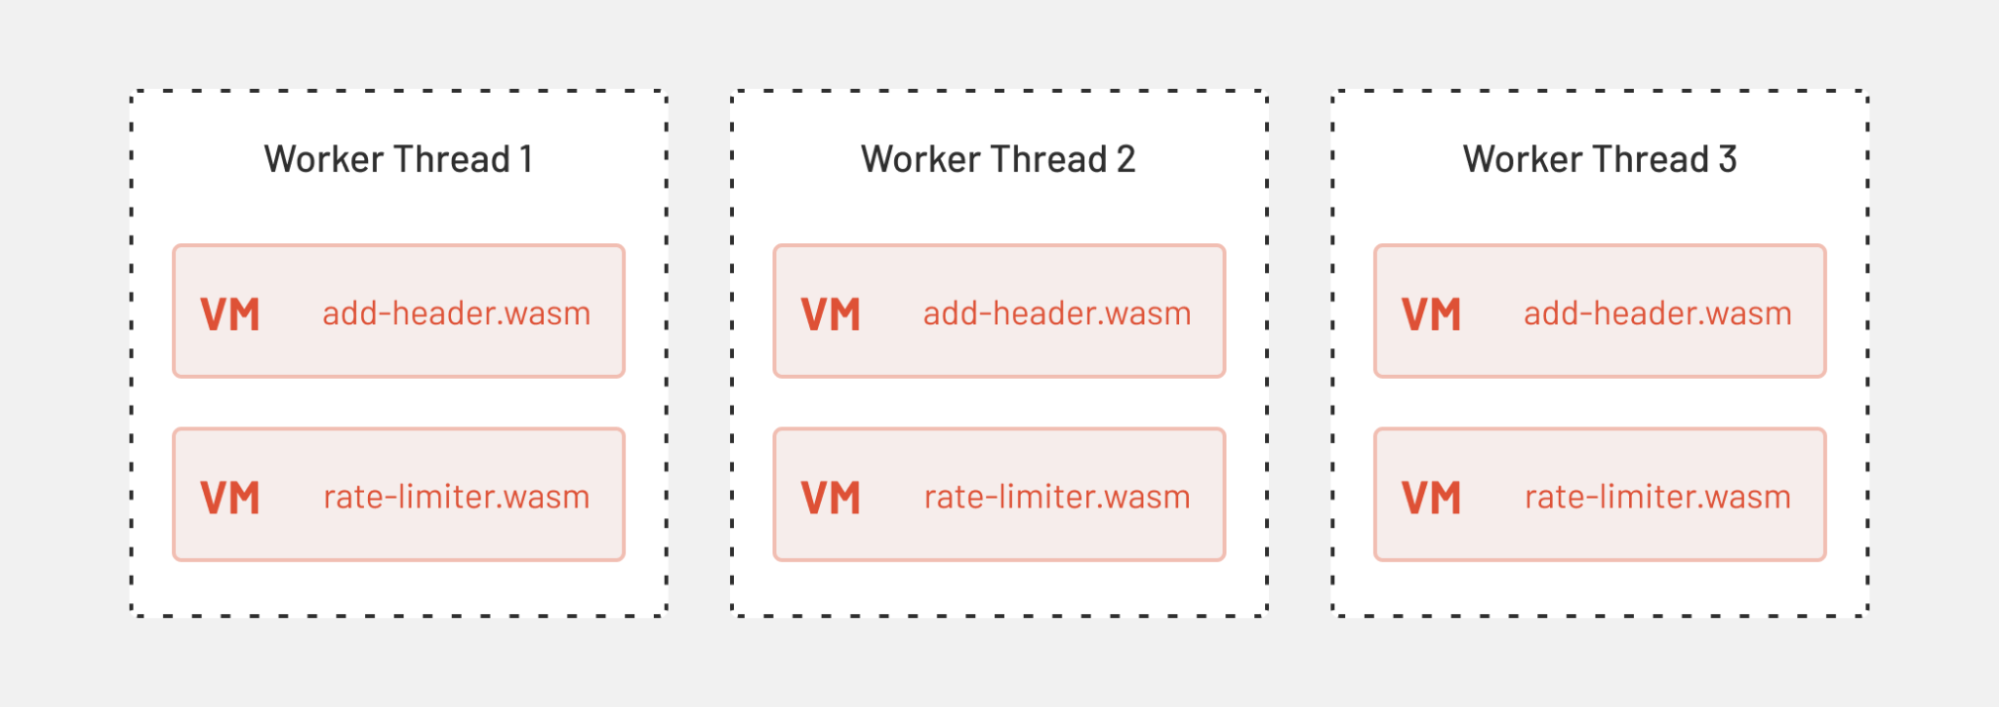 Worker Thread 1
VM add-header.wasm
VM rate-limiter.wasm
Worker Thread 2
VM add-header.wasm
VM rate-limiter.wasm
Worker Thread 3
VM add-header.wasm
VM rate-limiter.wasm